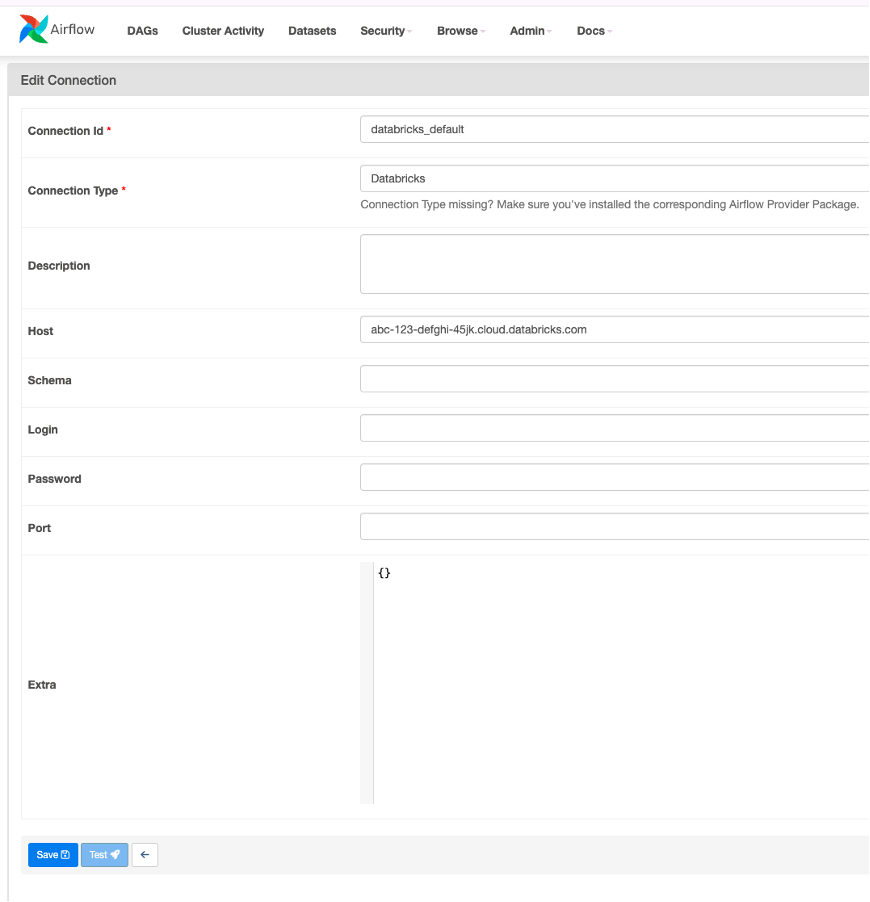 Airflow DAGs Cluster Activity Datasets Security Browse Admin Docs
Edit Connection
Connection Id * databricks_default
Connection Type * Databricks
Connection Type missing? Make sure you've installed the corresponding Airflow Provider Package.
Description
Host abc-123-defghi-45jk.cloud.databricks.com
Schema
Login
Password
Port
{}
Extra
Save Test